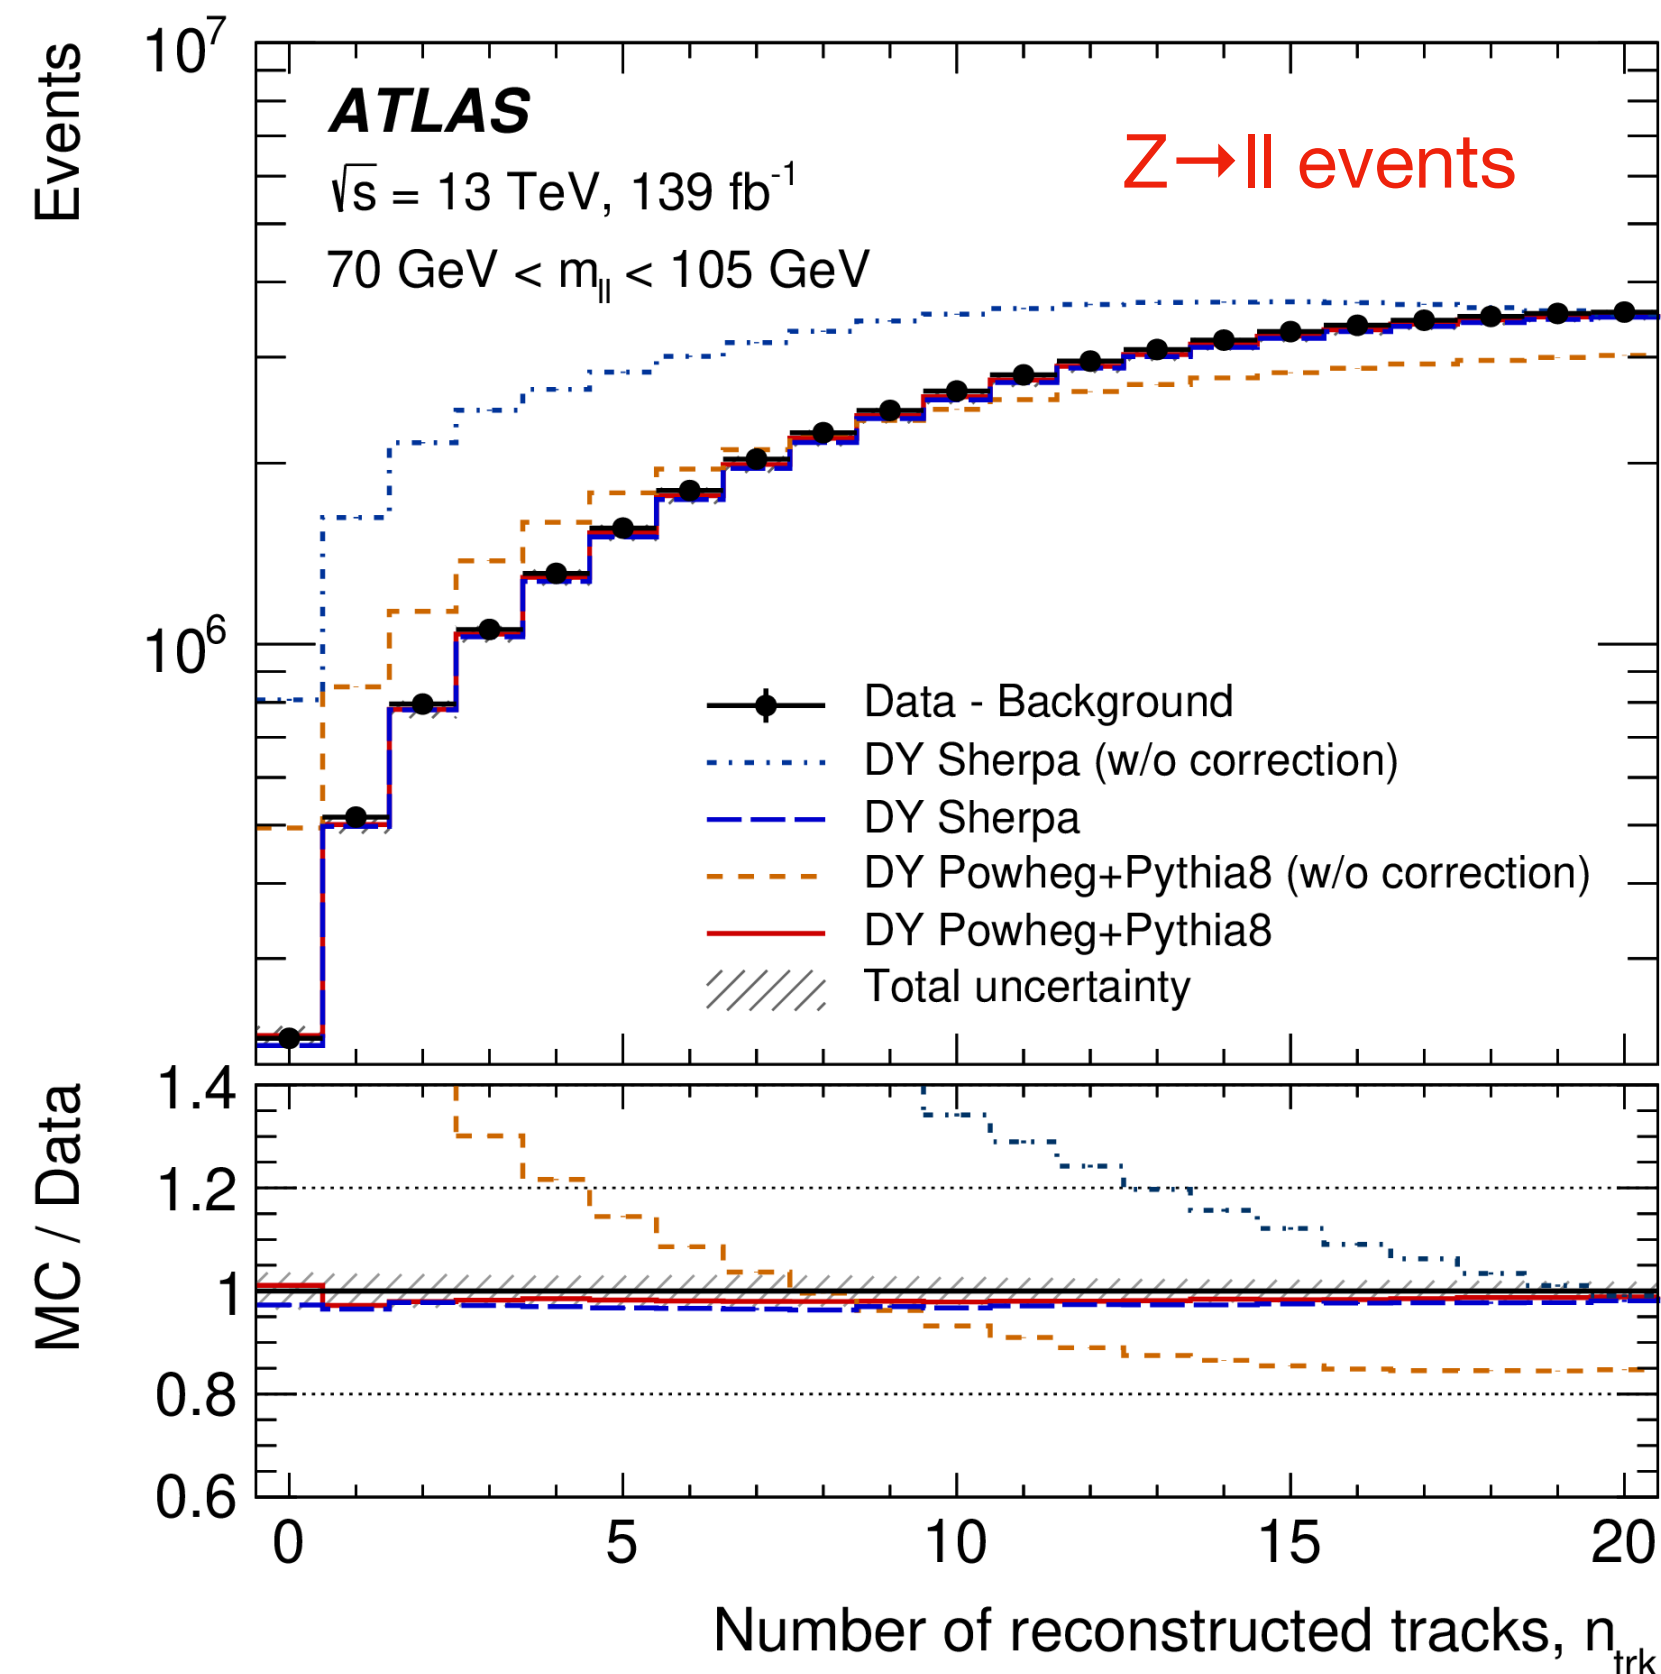 Events
10^7
ATLAS
√s = 13 TeV, 139 fb^-1
Z→ll events
70 GeV < m_ll < 105 GeV
10^6
Data - Background
DY Sherpa (w/o correction)
DY Sherpa
DY Powheg+Pythia8 (w/o correction)
DY Powheg+Pythia8
Total uncertainty
MC / Data
1.4
1.2
1
0.8
0.6
0 5 10 15 20
Number of reconstructed tracks, n_trk